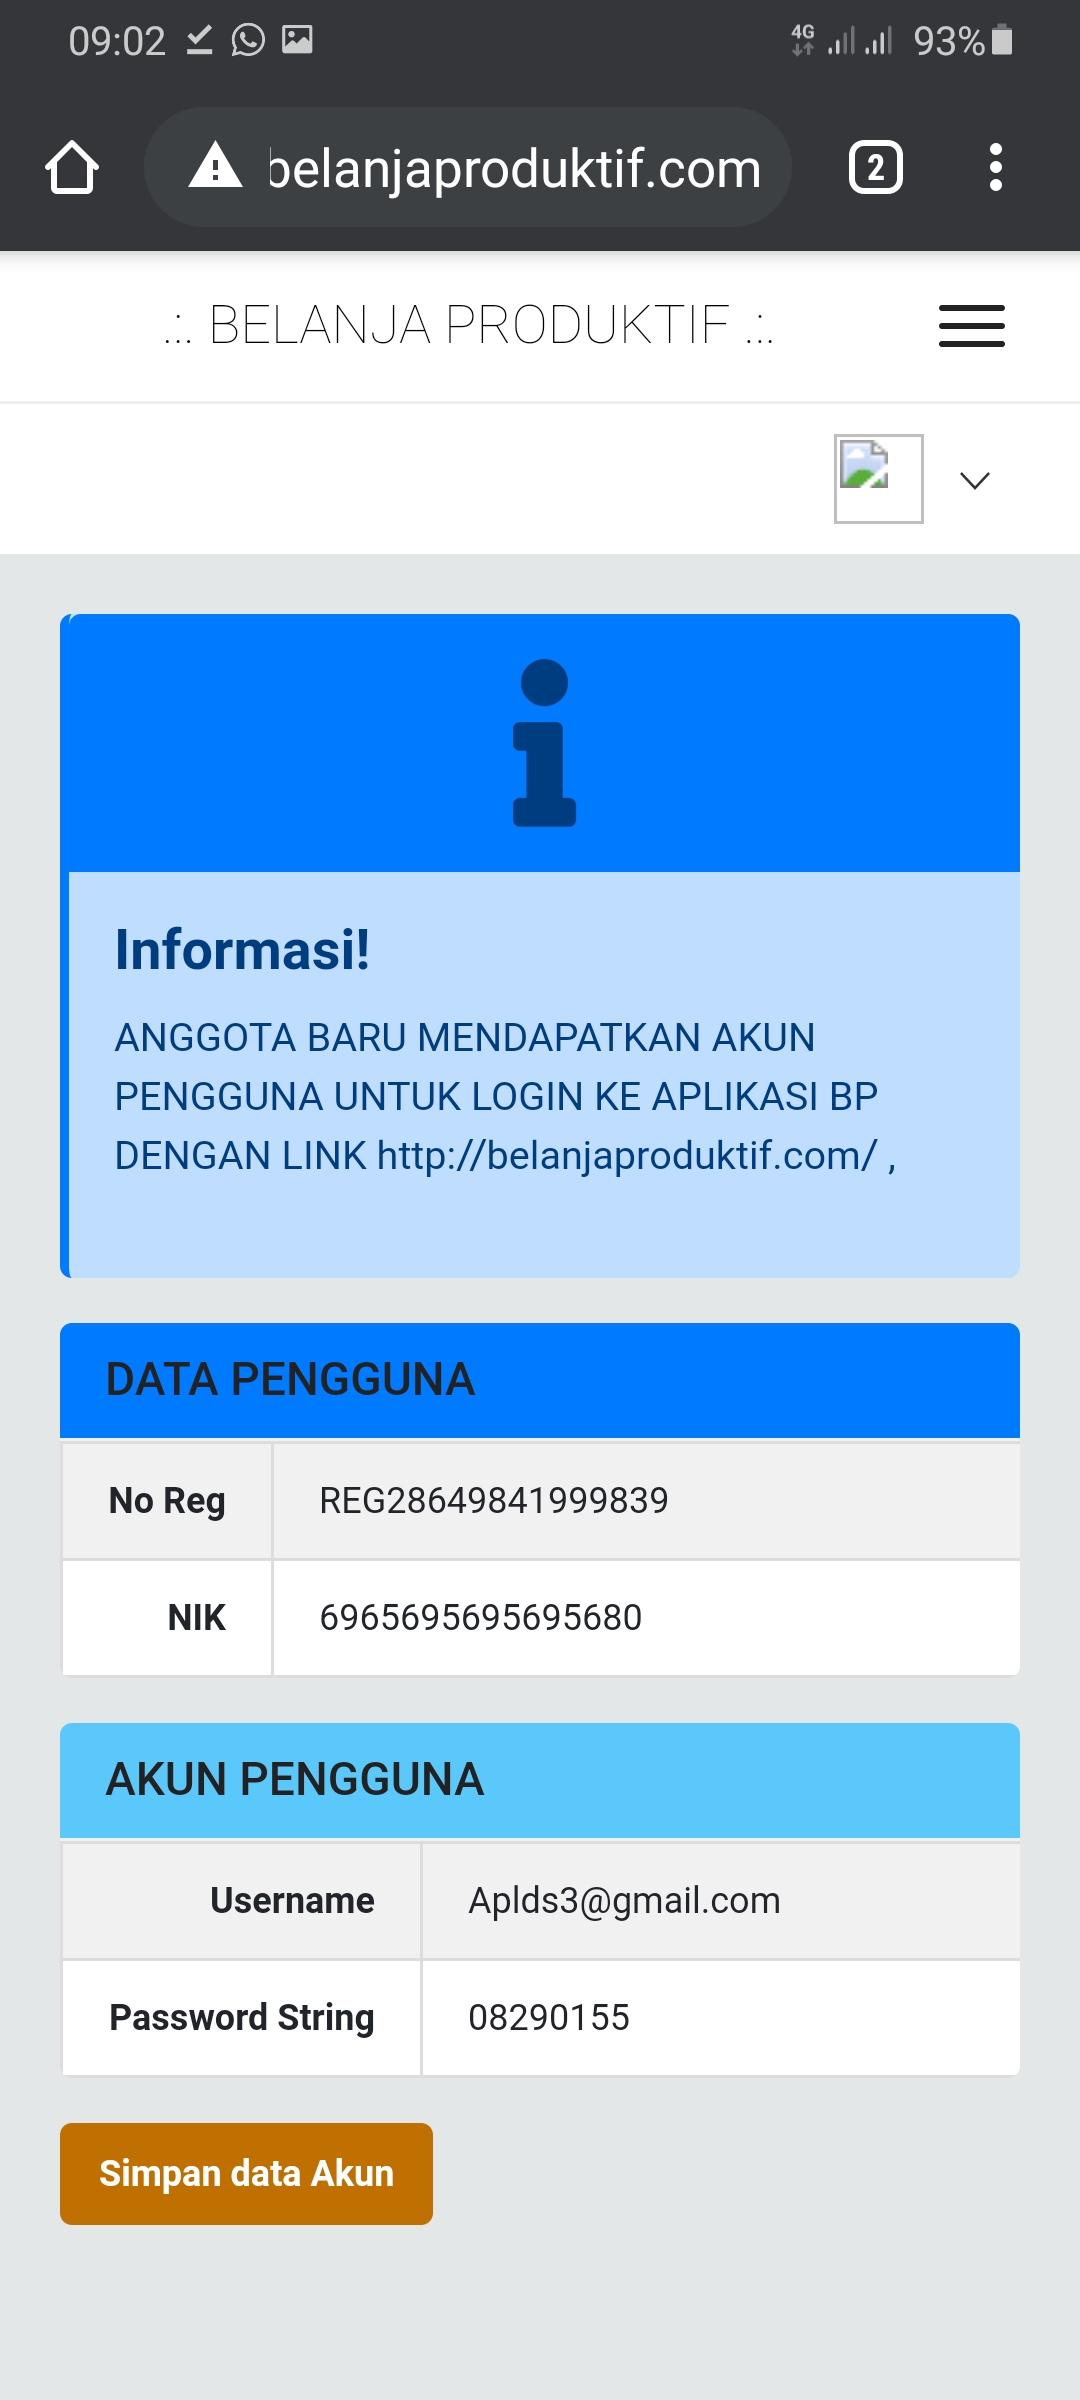 09:02
4G 93%
belanjaproduktif.com
2
.:. BELANJA PRODUKTIF .:.
Informasi!
ANGGOTA BARU MENDAPATKAN AKUN
PENGGUNA UNTUK LOGIN KE APLIKASI BP
DENGAN LINK http://belanjaproduktif.com/ ,
DATA PENGGUNA
No Reg REG28649841999839
NIK 6965695695695680
AKUN PENGGUNA
Username Aplds3@gmail.com
Password String 08290155
Simpan data Akun